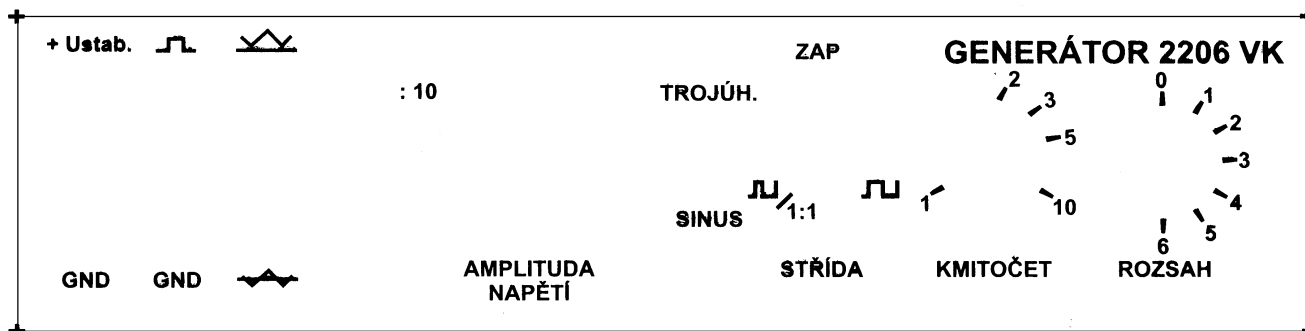 + Ustab.
ZAP
GENERÁTOR 2206 VK
: 10
TROJÚH.
2
3
5
1
10
0
1
2
3
4
5
6
SINUS
1:1
GND
GND
AMPLITUDA
NAPĚTÍ
STŘÍDA
KMITOČET
ROZSAH